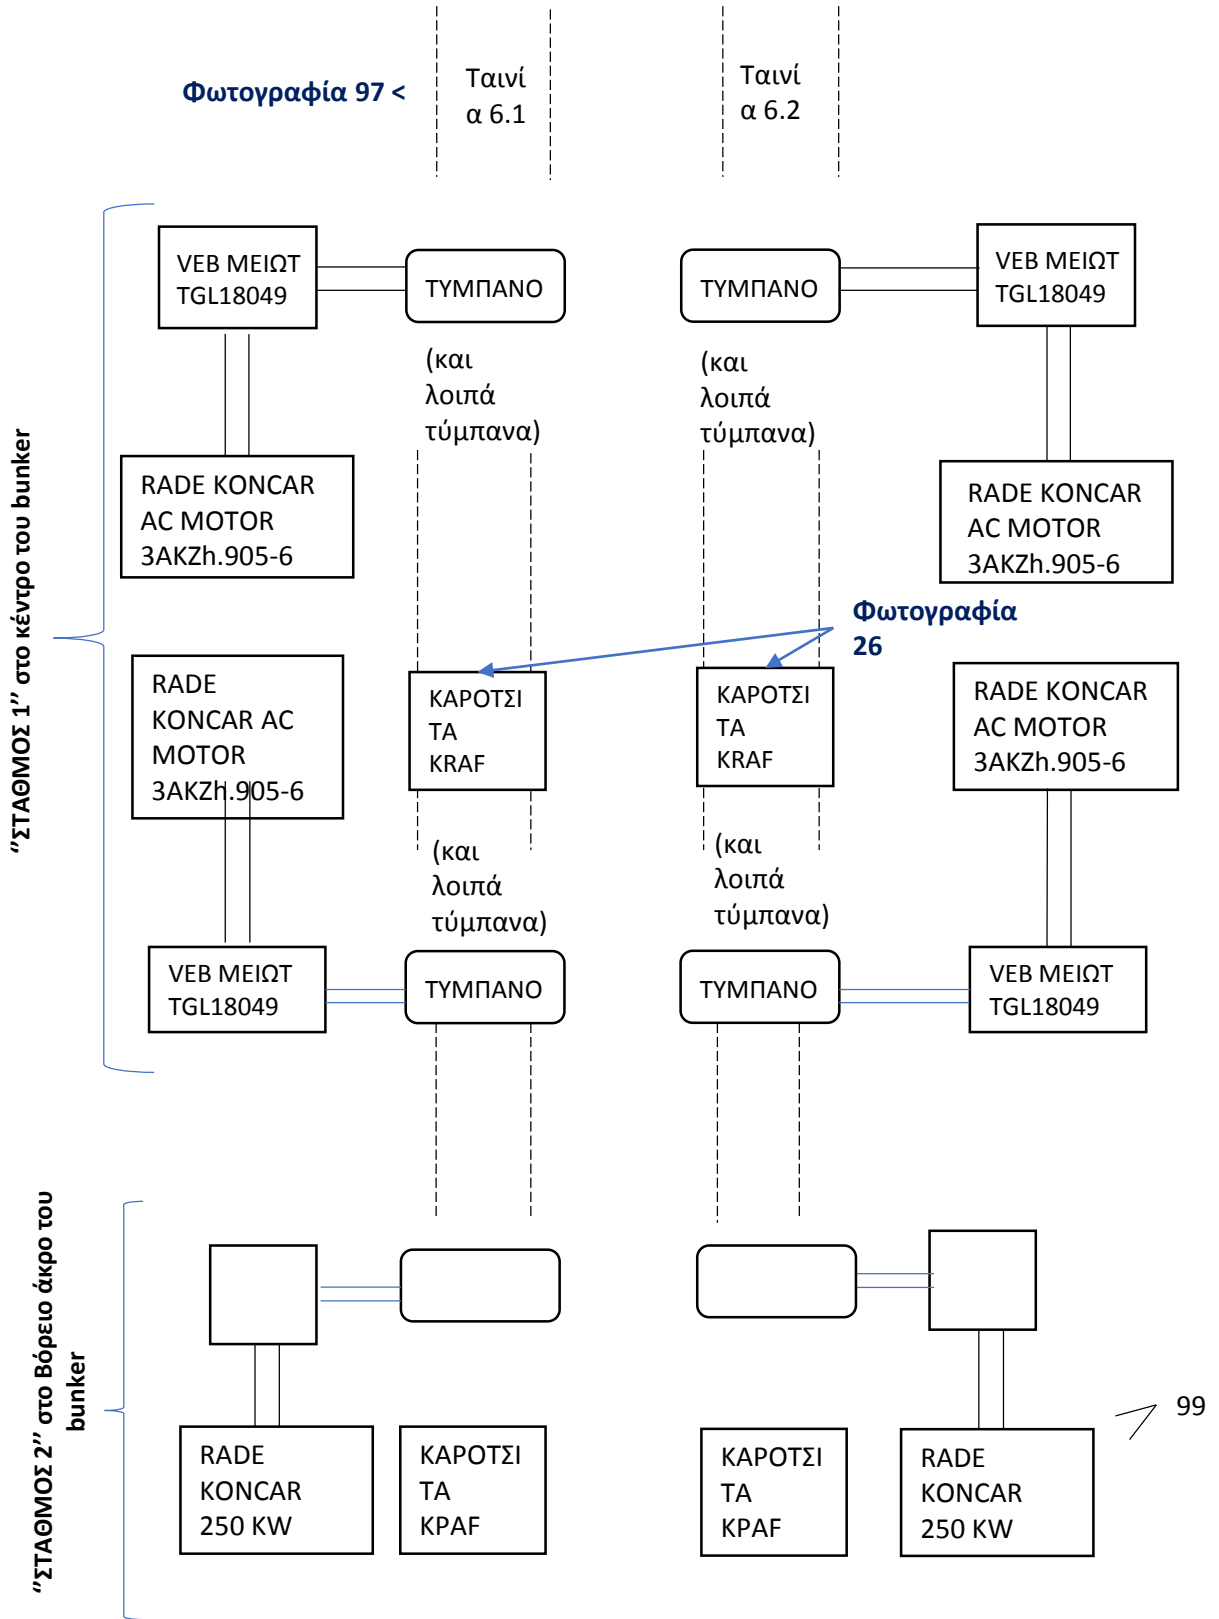 Φωτογραφία 97 <
Ταινί
α 6.1
Ταινί
α 6.2
‘’ΣΤΑΘΜΟΣ 1’’ στο κέντρο του bunker
VEB ΜΕΙΩΤ
TGL18049
ΤΥΜΠΑΝΟ
ΤΥΜΠΑΝΟ
VEB ΜΕΙΩΤ
TGL18049
(και
λοιπά
τύμπανα)
(και
λοιπά
τύμπανα)
RADE KONCAR
AC MOTOR
3AKZh.905-6
RADE KONCAR
AC MOTOR
3AKZh.905-6
Φωτογραφία
26
RADE
KONCAR AC
MOTOR
3AKZh.905-6
ΚΑΡΟΤΣΙ
ΤΑ
KRAF
ΚΑΡΟΤΣΙ
ΤΑ
KRAF
RADE KONCAR
AC MOTOR
3AKZh.905-6
(και
λοιπά
τύμπανα)
(και
λοιπά
τύμπανα)
VEB ΜΕΙΩΤ
TGL18049
ΤΥΜΠΑΝΟ
ΤΥΜΠΑΝΟ
VEB ΜΕΙΩΤ
TGL18049
‘’ΣΤΑΘΜΟΣ 2’’ στο Βόρειο άκρο του
bunker
RADE
KONCAR
250 KW
ΚΑΡΟΤΣΙ
ΤΑ
ΚΡΑF
ΚΑΡΟΤΣΙ
ΤΑ
ΚΡΑF
RADE
KONCAR
250 KW
99